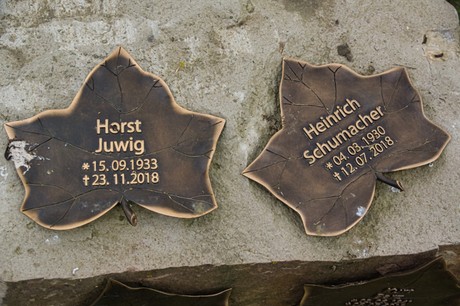 Horst
Juwig
* 15. 09. 1933
✝ 23. 11. 2018
Heinrich
Schumacher
* 04. 03. 1930
✝ 12. 07. 2018